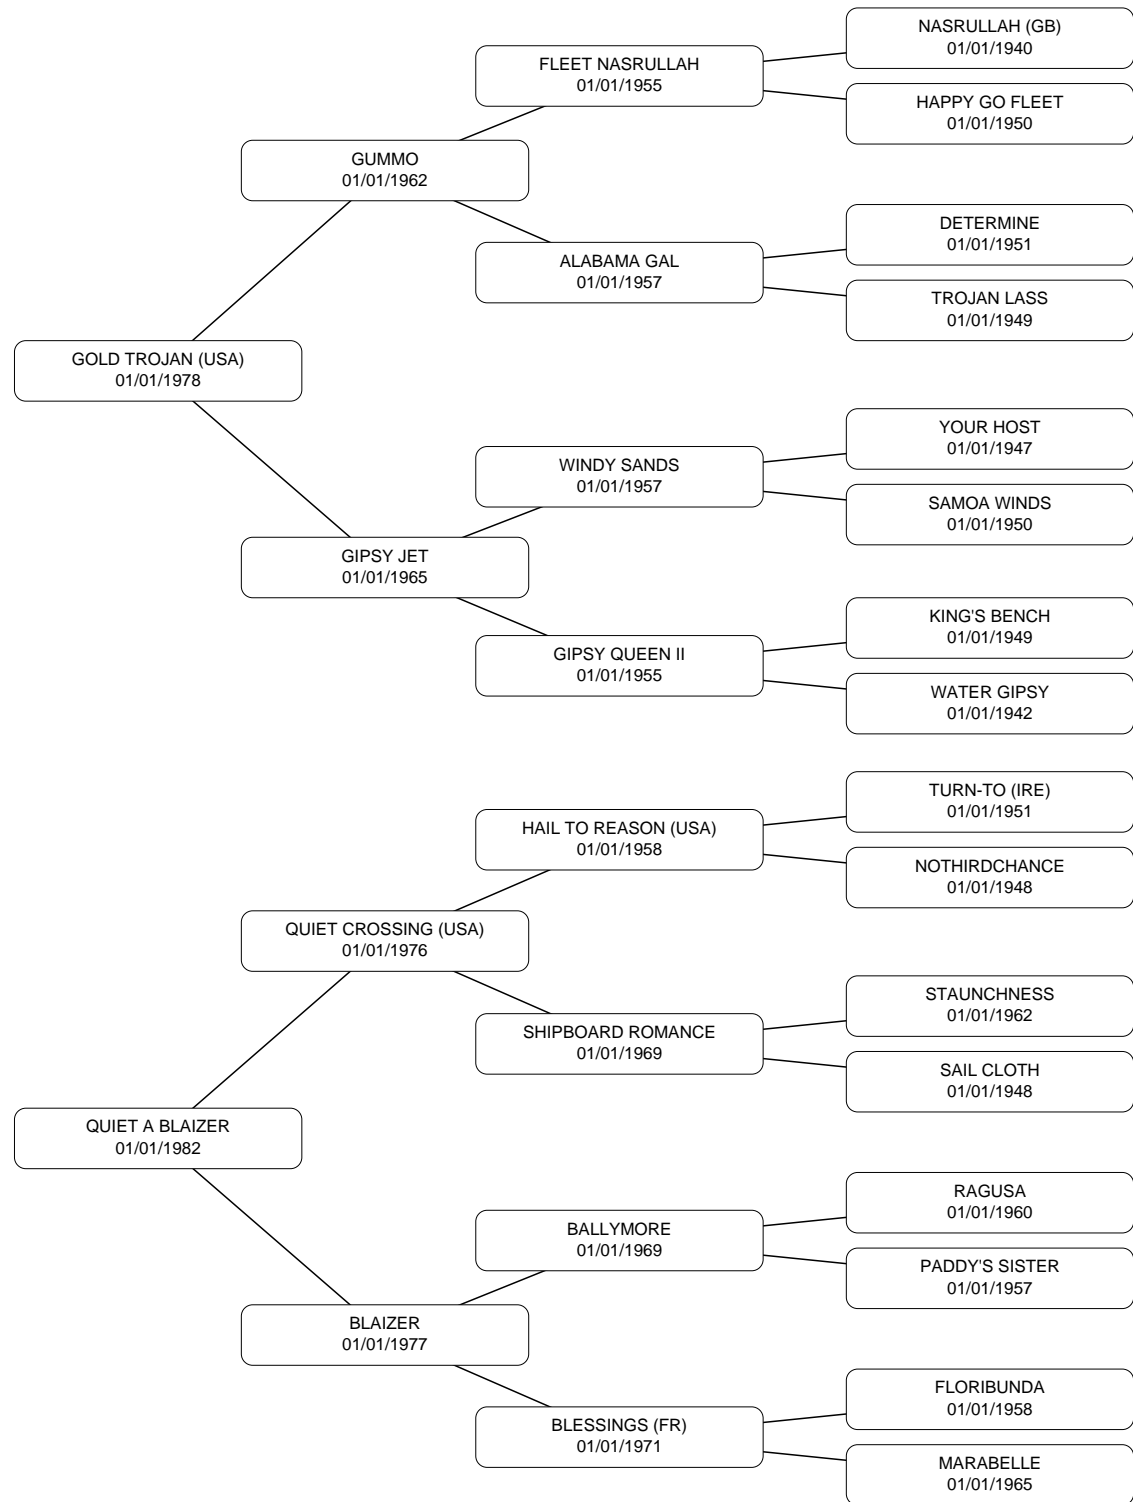 NASRULLAH (GB)
01/01/1940
FLEET NASRULLAH
01/01/1955
HAPPY GO FLEET
01/01/1950
GUMMO
01/01/1962
DETERMINE
01/01/1951
ALABAMA GAL
01/01/1957
TROJAN LASS
01/01/1949
GOLD TROJAN (USA)
01/01/1978
YOUR HOST
01/01/1947
WINDY SANDS
01/01/1957
SAMOA WINDS
01/01/1950
GIPSY JET
01/01/1965
KING'S BENCH
01/01/1949
GIPSY QUEEN II
01/01/1955
WATER GIPSY
01/01/1942
TURN-TO (IRE)
01/01/1951
HAIL TO REASON (USA)
01/01/1958
NOTHIRDCHANCE
01/01/1948
QUIET CROSSING (USA)
01/01/1976
STAUNCHNESS
01/01/1962
SHIPBOARD ROMANCE
01/01/1969
SAIL CLOTH
01/01/1948
QUIET A BLAIZER
01/01/1982
RAGUSA
01/01/1960
BALLYMORE
01/01/1969
PADDY'S SISTER
01/01/1957
BLAIZER
01/01/1977
FLORIBUNDA
01/01/1958
BLESSINGS (FR)
01/01/1971
MARABELLE
01/01/1965